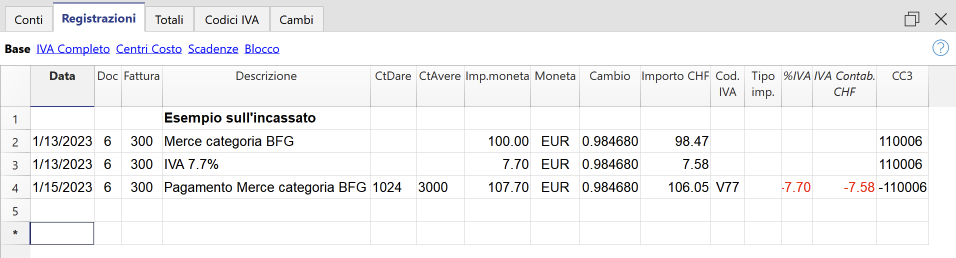 Conti Registrazioni Totali Codici IVA Cambi
Base IVA Completo Centri Costo Scadenze Blocco ?
Data Doc Fattura Descrizione CtDare CtAvere Imp.moneta Moneta Cambio Importo CHF Cod. IVA Tipo imp. %IVA IVA Contab. CHF CC3
1 Esempio sull'incassato
2 1/13/2023 6 300 Merce categoria BFG 100.00 EUR 0.984680 98.47 110006
3 1/13/2023 6 300 IVA 7.7% 7.70 EUR 0.984680 7.58 110006
4 1/15/2023 6 300 Pagamento Merce categoria BFG 1024 3000 107.70 EUR 0.984680 106.05 V77 -7.70 -7.58 -110006
5
*